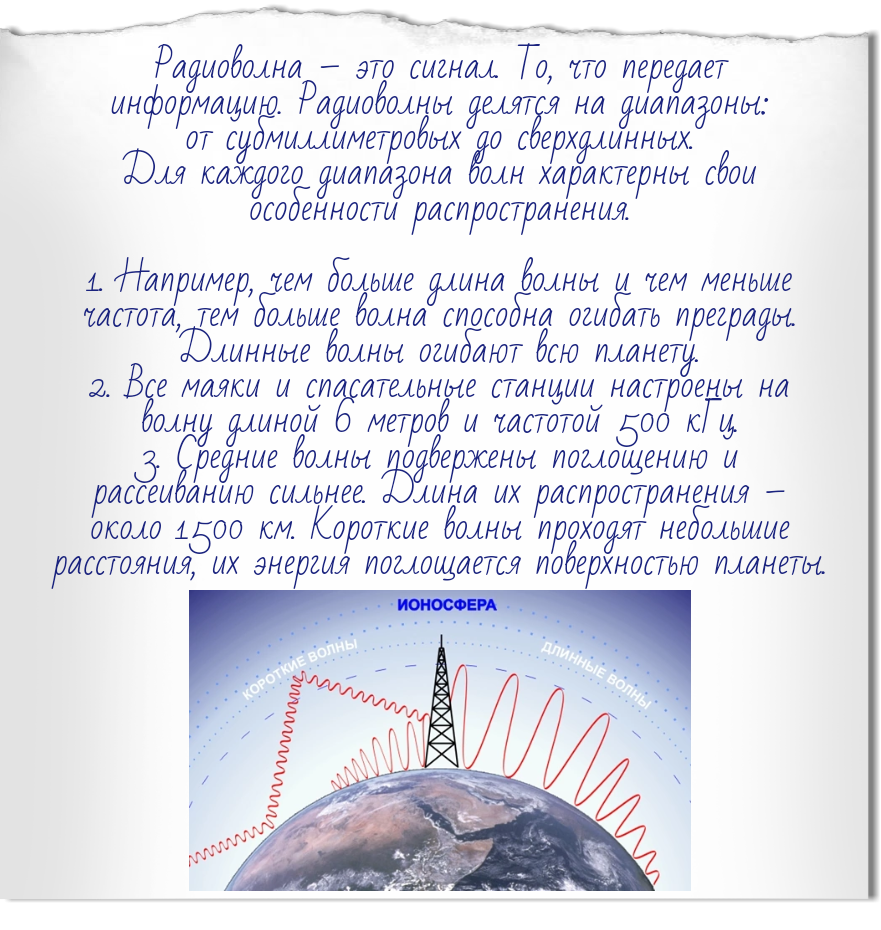 Радиоволна – это сигнал. То, что передает
информацию. Радиоволны делятся на диапазоны:
от субмиллиметровых до сверхдлинных.
Для каждого диапазона волн характерны свои
особенности распространения.
1. Например, чем больше длина волны и чем меньше
частота, тем больше волна способна огибать преграды.
Длинные волны огибают всю планету.
2. Все маяки и спасательные станции настроены на
волну длиной 6 метров и частотой 500 кГц.
3. Средние волны подвержены поглощению и
рассеиванию сильнее. Длина их распространения –
около 1500 км. Короткие волны проходят небольшие
расстояния, их энергия поглощается поверхностью планеты.
ИОНОСФЕРА
КОРОТКИЕ ВОЛНЫ
ДЛИННЫЕ ВОЛНЫ